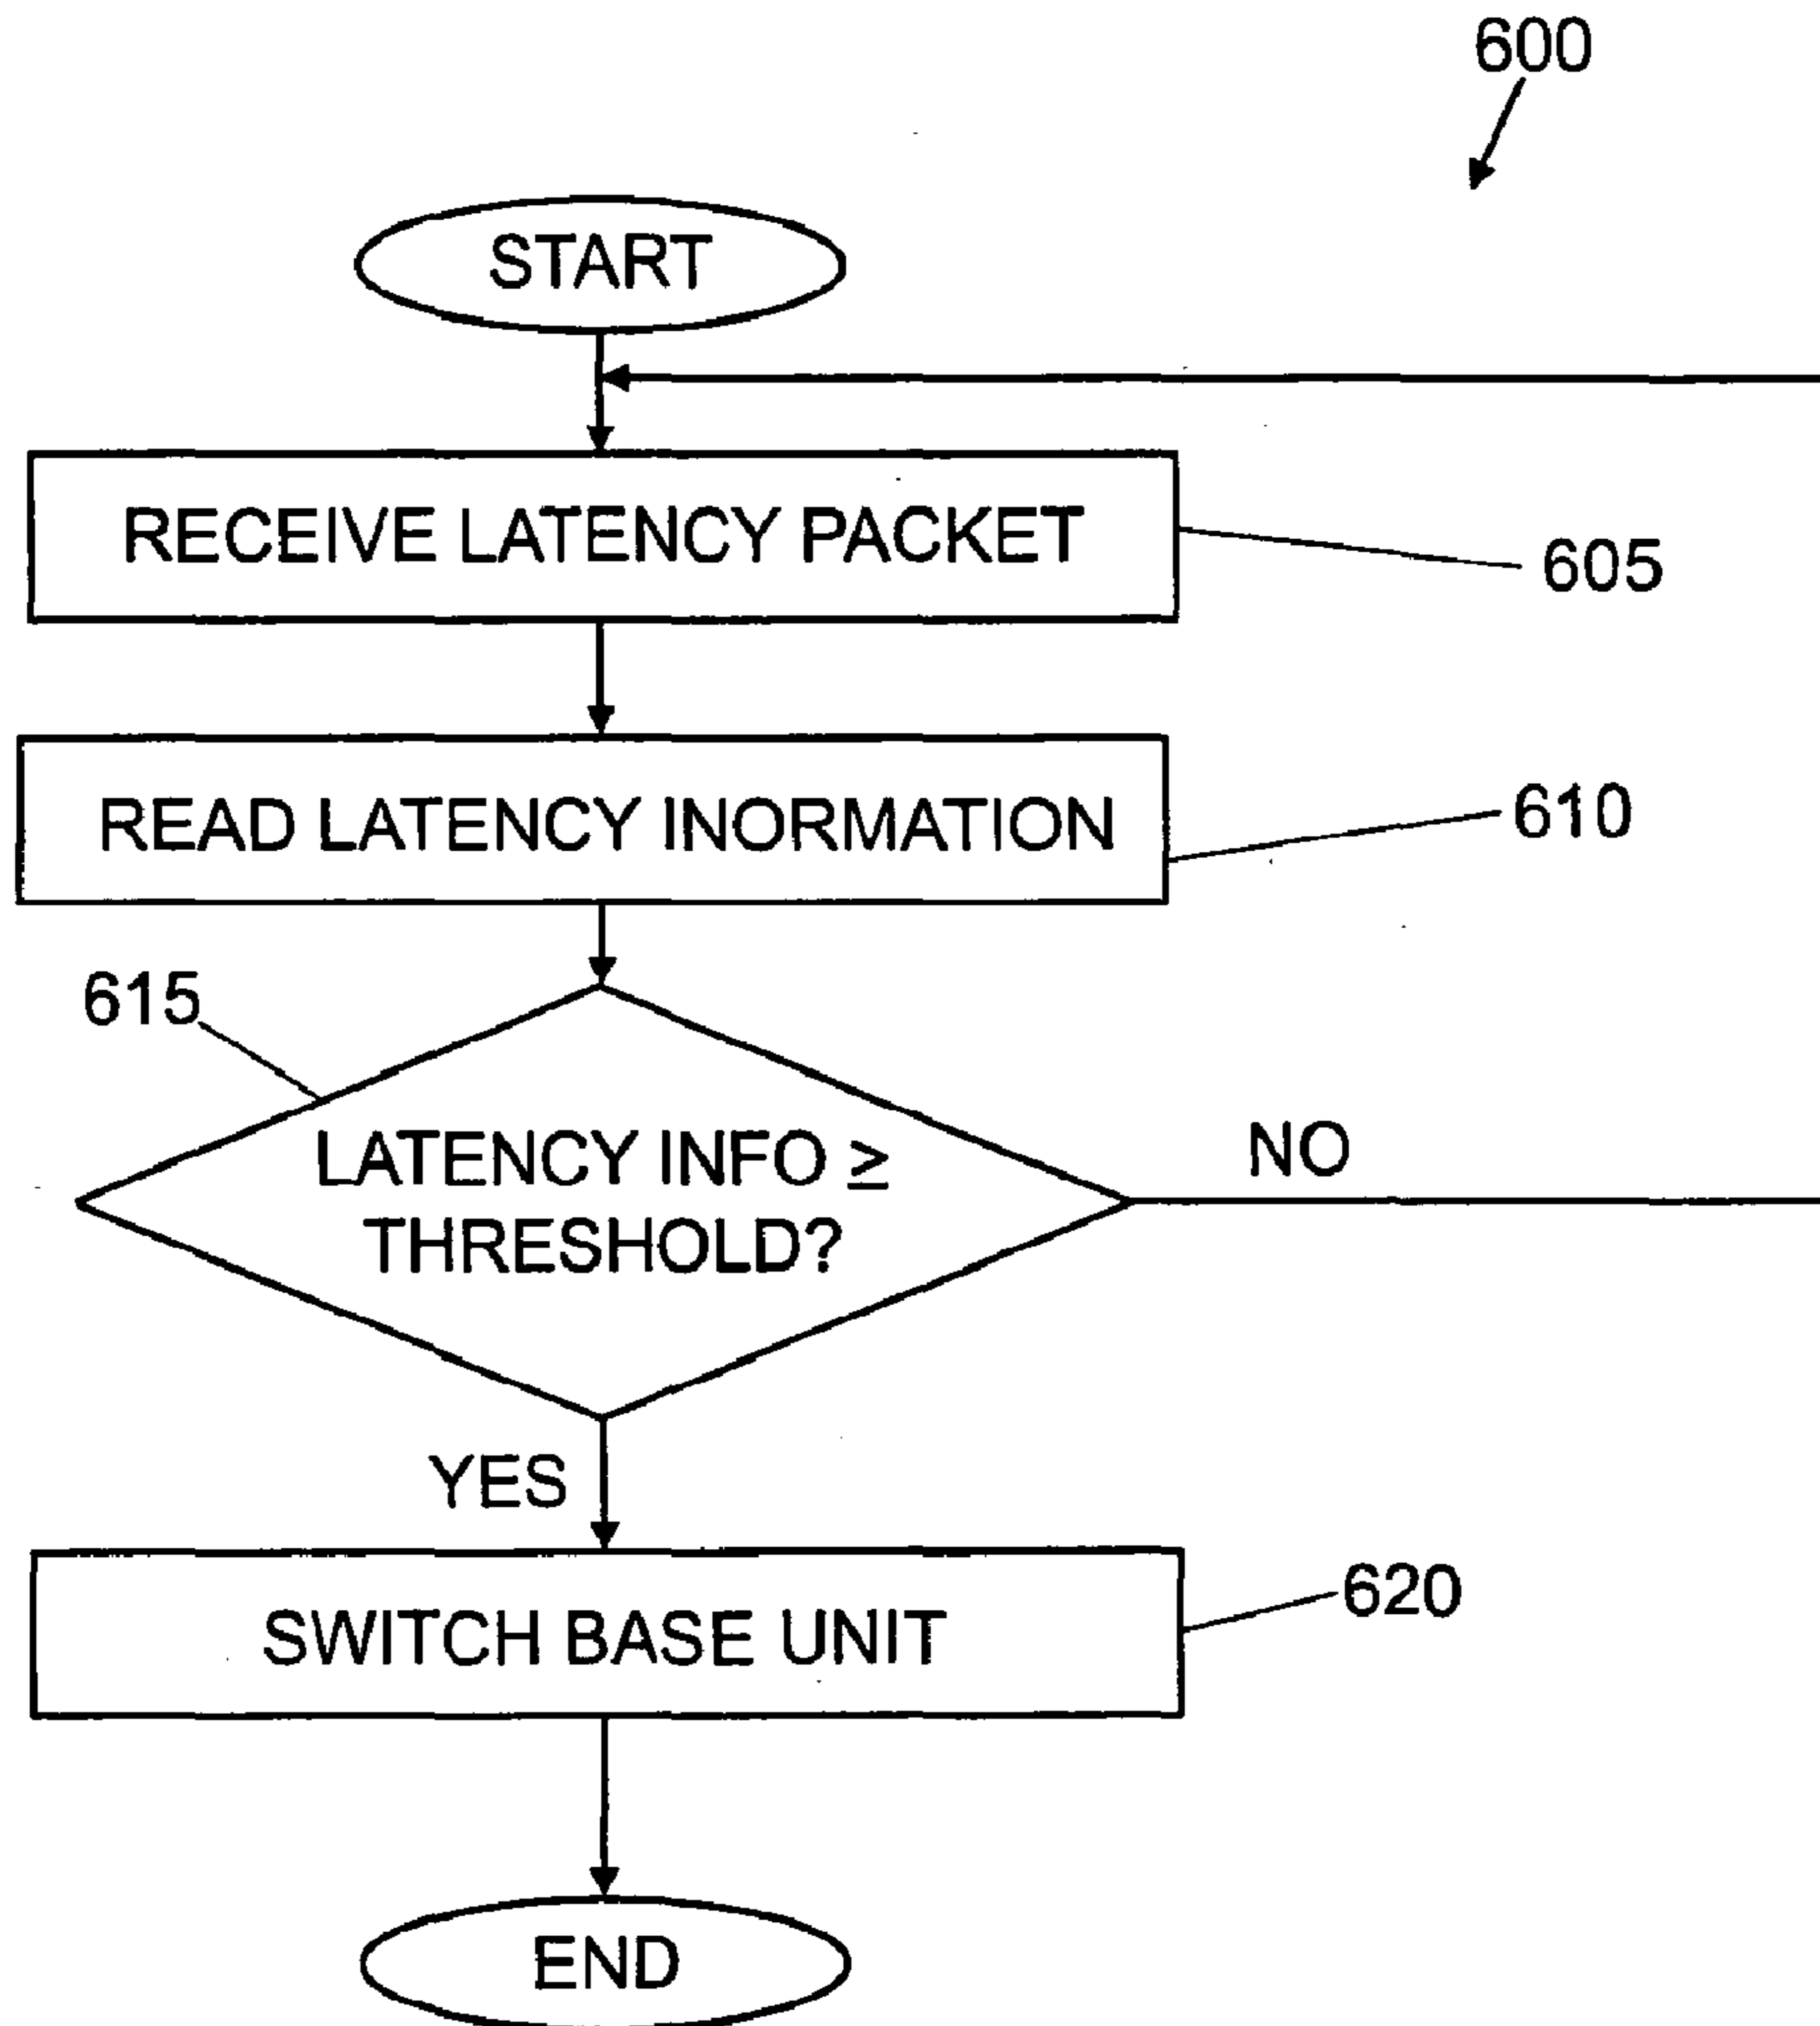 600
START
RECEIVE LATENCY PACKET
605
READ LATENCY INORMATION
610
615
LATENCY INFO ≥
THRESHOLD?
NO
YES
SWITCH BASE UNIT
620
END